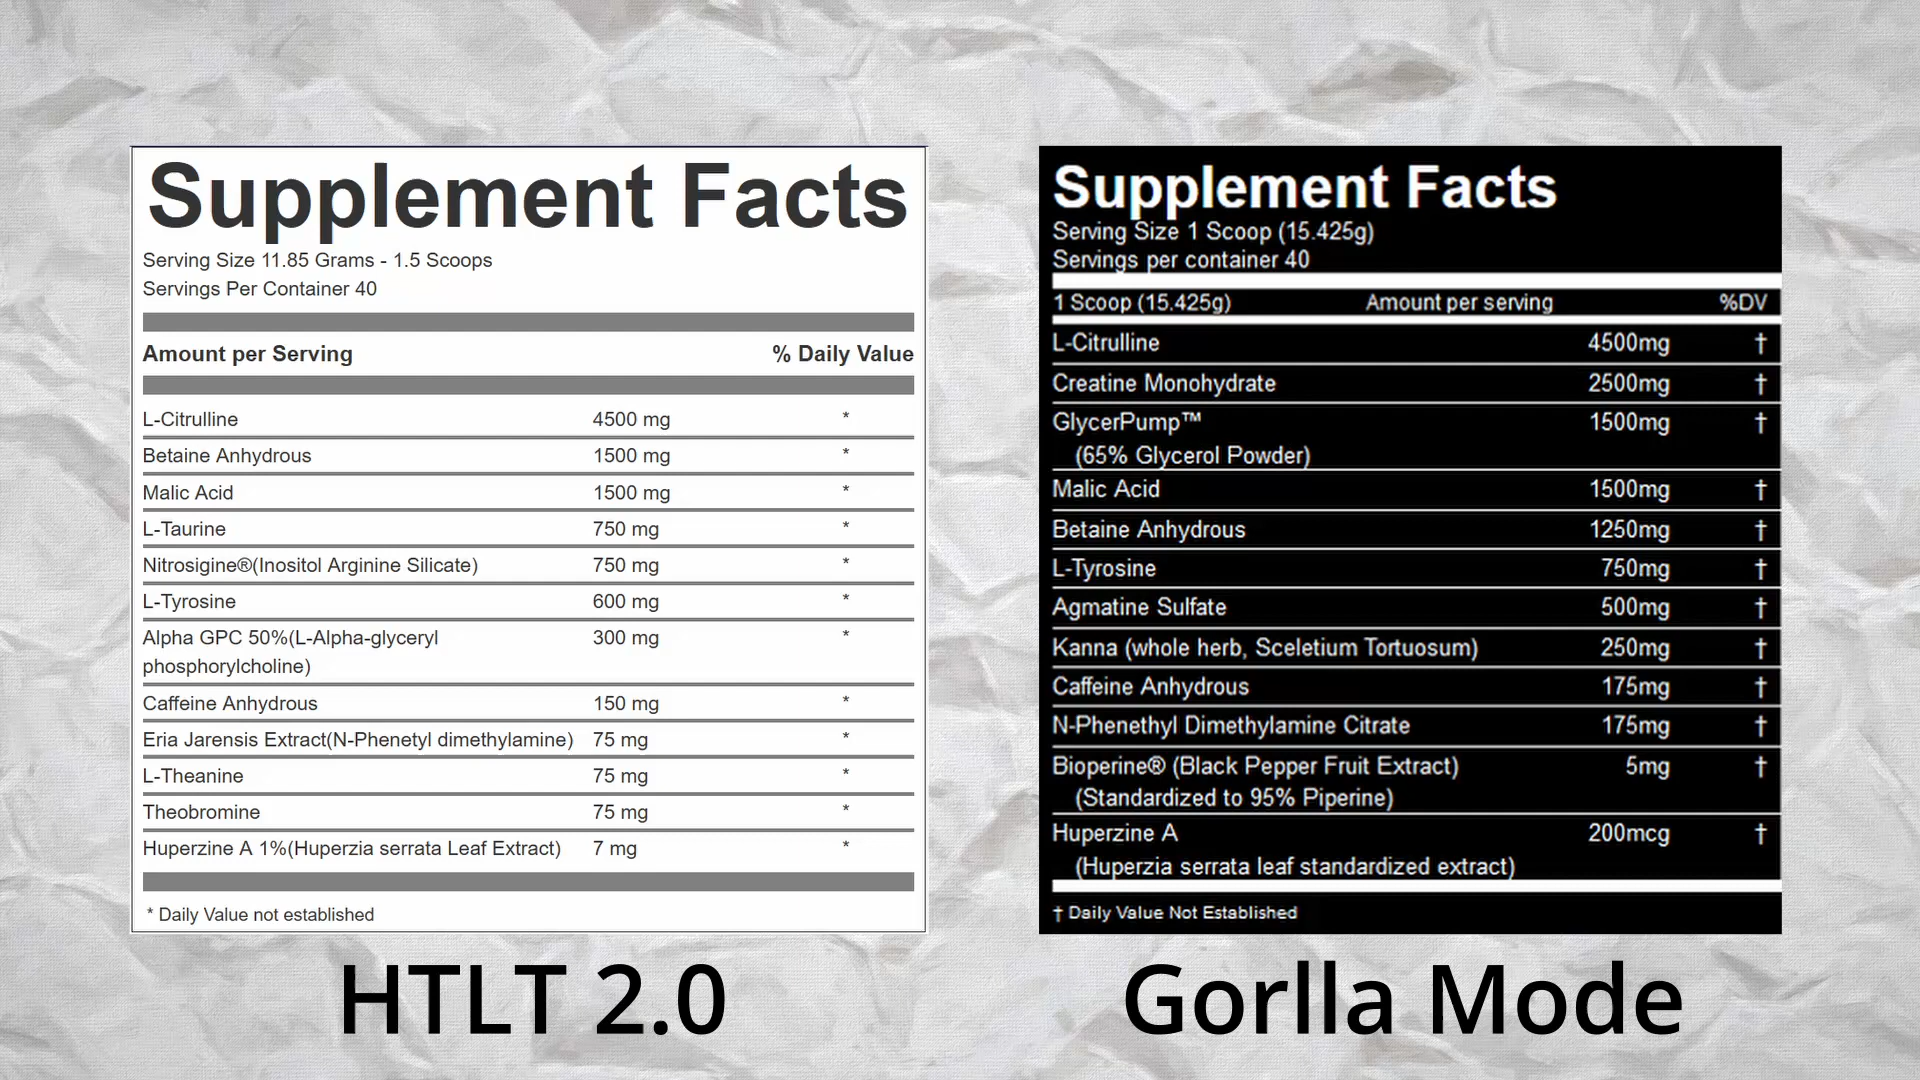 Supplement Facts
Serving Size 11.85 Grams - 1.5 Scoops
Servings Per Container 40
Amount per Serving % Daily Value
L-Citrulline 4500 mg *
Betaine Anhydrous 1500 mg *
Malic Acid 1500 mg *
L-Taurine 750 mg *
Nitrosigine®(Inositol Arginine Silicate) 750 mg *
L-Tyrosine 600 mg *
Alpha GPC 50%(L-Alpha-glyceryl 300 mg *
phosphorylcholine)
Caffeine Anhydrous 150 mg *
Eria Jarensis Extract(N-Phenetyl dimethylamine) 75 mg *
L-Theanine 75 mg *
Theobromine 75 mg *
Huperzine A 1%(Huperzia serrata Leaf Extract) 7 mg *
* Daily Value not established
HTLT 2.0
Supplement Facts
Serving Size 1 Scoop (15.425g)
Servings per container 40
1 Scoop (15.425g) Amount per serving %DV
L-Citrulline 4500mg †
Creatine Monohydrate 2500mg †
GlycerPump™ 1500mg †
(65% Glycerol Powder)
Malic Acid 1500mg †
Betaine Anhydrous 1250mg †
L-Tyrosine 750mg †
Agmatine Sulfate 500mg †
Kanna (whole herb, Sceletium Tortuosum) 250mg †
Caffeine Anhydrous 175mg †
N-Phenethyl Dimethylamine Citrate 175mg †
Bioperine® (Black Pepper Fruit Extract) 5mg †
(Standardized to 95% Piperine)
Huperzine A 200mcg †
(Huperzia serrata leaf standardized extract)
† Daily Value Not Established
Gorlla Mode